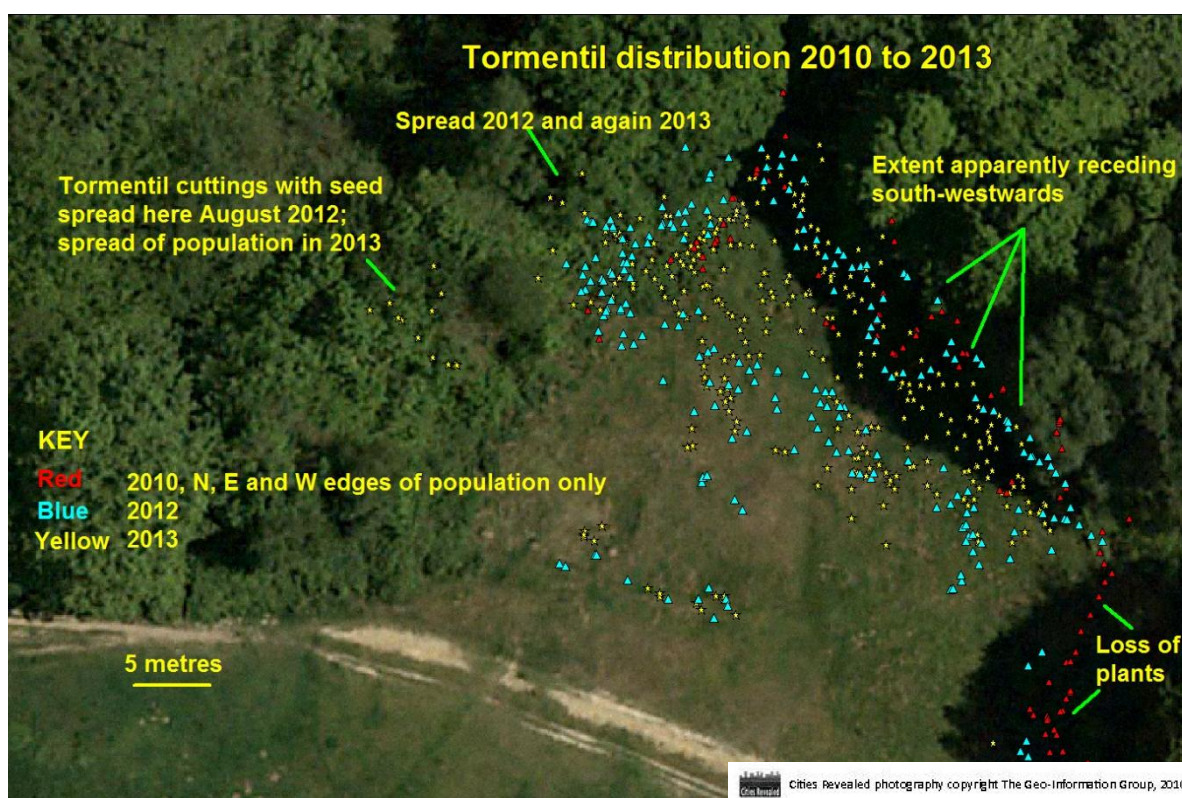 Tormentil distribution 2010 to 2013
Spread 2012 and again 2013
Extent apparently receding
south-westwards
Tormentil cuttings with seed
spread here August 2012;
spread of population in 2013
KEY
Red 2010, N, E and W edges of population only
Blue 2012
Yellow 2013
5 metres
Loss of
plants
Cities Revealed
Cities Revealed photography copyright The Geo-Information Group, 2010